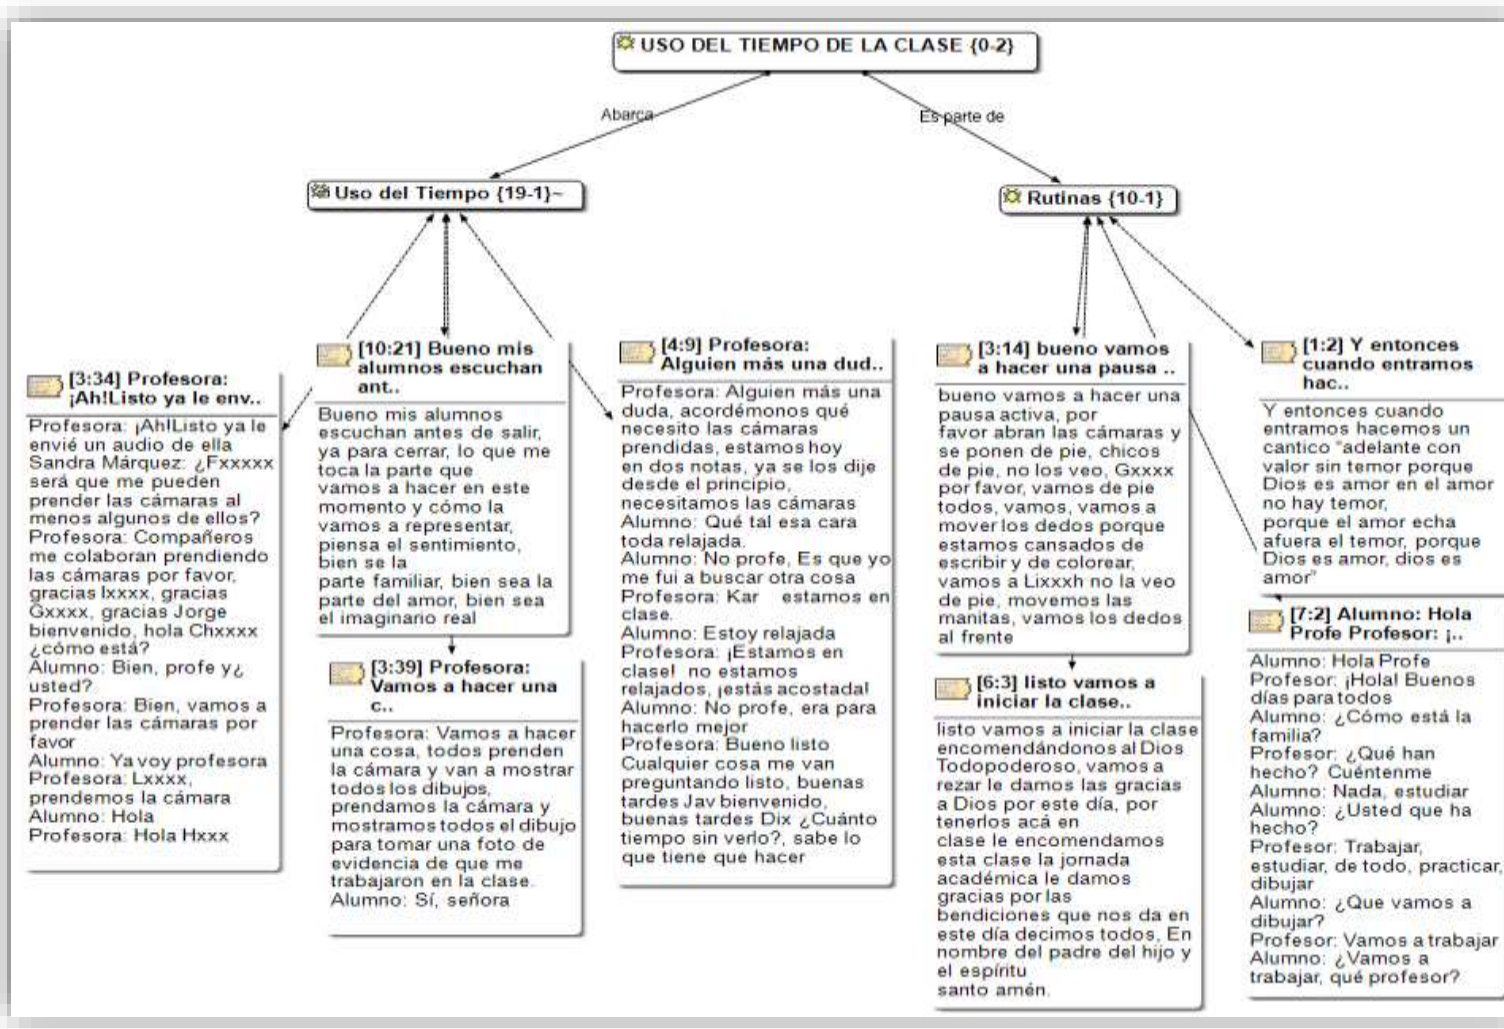 USO DEL TIEMPO DE LA CLASE {0-2}
Abarca
Es parte de
Uso del Tiempo {19-1}~
Rutinas {10-1}
[3:34] Profesora:
¡Ah!Listo ya le env..
Profesora: ¡Ah!Listo ya le
envié un audio de ella
Sandra Márquez: ¿Fxxxxx
será que me pueden
prender las cámaras al
menos algunos de ellos?
Profesora: Compañeros
me colaboran prendiendo
las cámaras por favor,
gracias Ixxxx, gracias
Gxxxx, gracias Jorge
bienvenido, hola Chxxxx
¿cómo está?
Alumno: Bien, profe y¿
usted?
Profesora: Bien, vamos a
prender las cámaras por
favor
Alumno: Ya voy profesora
Profesora: Lxxxx,
prendemos la cámara
Alumno: Hola
Profesora: Hola Hxxx
[10:21] Bueno mis
alumnos escuchan
ant..
Bueno mis alumnos
escuchan antes de salir,
ya para cerrar, lo que me
toca la parte que
vamos a hacer en este
momento y cómo la
vamos a representar,
piensa el sentimiento,
bien se la
parte familiar, bien sea la
parte del amor, bien sea
el imaginario real
[3:39] Profesora:
Vamos a hacer una
c..
Profesora: Vamos a hacer
una cosa, todos prenden
la cámara y van a mostrar
todos los dibujos,
prendamos la cámara y
mostramos todos el dibujo
para tomar una foto de
evidencia de que me
trabajaron en la clase.
Alumno: Sí, señora
[4:9] Profesora:
Alguien más una dud..
Profesora: Alguien más una
duda, acordémonos qué
necesito las cámaras
prendidas, estamos hoy
en dos notas, ya se los dije
desde el principio,
necesitamos las cámaras
Alumno: Qué tal esa cara
toda relajada.
Alumno: No profe, Es que yo
me fui a buscar otra cosa
Profesora: Kar estamos en
clase.
Alumno: Estoy relajada
Profesora: ¡Estamos en
clase! no estamos
relajados, ¡estás acostada!
Alumno: No profe, era para
hacerlo mejor
Profesora: Bueno listo
Cualquier cosa me van
preguntando listo, buenas
tardes Jav bienvenido,
buenas tardes Dix ¿Cuánto
tiempo sin verlo?, sabe lo
que tiene que hacer
[3:14] bueno vamos
a hacer una pausa ..
bueno vamos a hacer una
pausa activa, por
favor abran las cámaras y
se ponen de pie, chicos
de pie, no los veo, Gxxxx
por favor, vamos de pie
todos, vamos, vamos a
mover los dedos porque
estamos cansados de
escribir y de colorear,
vamos a Lixxxh no la veo
de pie, movemos las
manitas, vamos los dedos
al frente
[6:3] listo vamos a
iniciar la clase..
listo vamos a iniciar la clase
encomendándonos al Dios
Todopoderoso, vamos a
rezar le damos las gracias
a Dios por este día, por
tenerlos acá en
clase le encomendamos
esta clase la jornada
académica le damos
gracias por las
bendiciones que nos da en
este día decimos todos, En
nombre del padre del hijo y
el espíritu
santo amén.
[1:2] Y entonces
cuando entramos
hac..
Y entonces cuando
entramos hacemos un
cantico “adelante con
valor sin temor porque
Dios es amor en el amor
no hay temor,
porque el amor echa
afuera el temor, porque
Dios es amor, dios es
amor”
[7:2] Alumno: Hola
Profe Profesor: ¡..
Alumno: Hola Profe
Profesor: ¡Hola! Buenos
días para todos
Alumno: ¿Cómo está la
familia?
Profesor: ¿Qué han
hecho? Cuéntenme
Alumno: Nada, estudiar
Alumno: ¿Usted que ha
hecho?
Profesor: Trabajar,
estudiar, de todo, practicar,
dibujar
Alumno: ¿Que vamos a
dibujar?
Profesor: Vamos a trabajar
Alumno: ¿Vamos a
trabajar, qué profesor?